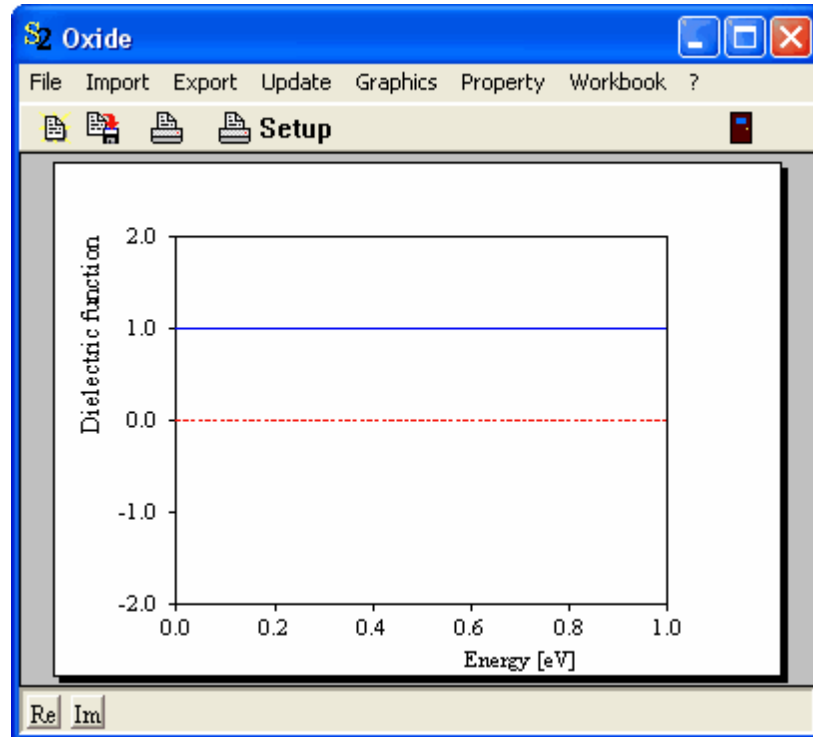 S2 Oxide
File Import Export Update Graphics Property Workbook ?
Setup
Dielectric function
2.0
1.0
0.0
-1.0
-2.0
0.0 0.2 0.4 0.6 0.8 1.0
Energy [eV]
Re Im